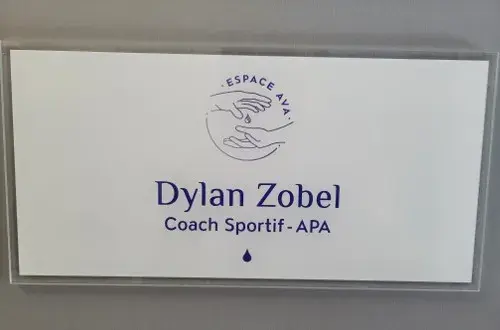 · ESPACE AVA ·
Dylan Zobel
Coach Sportif - APA